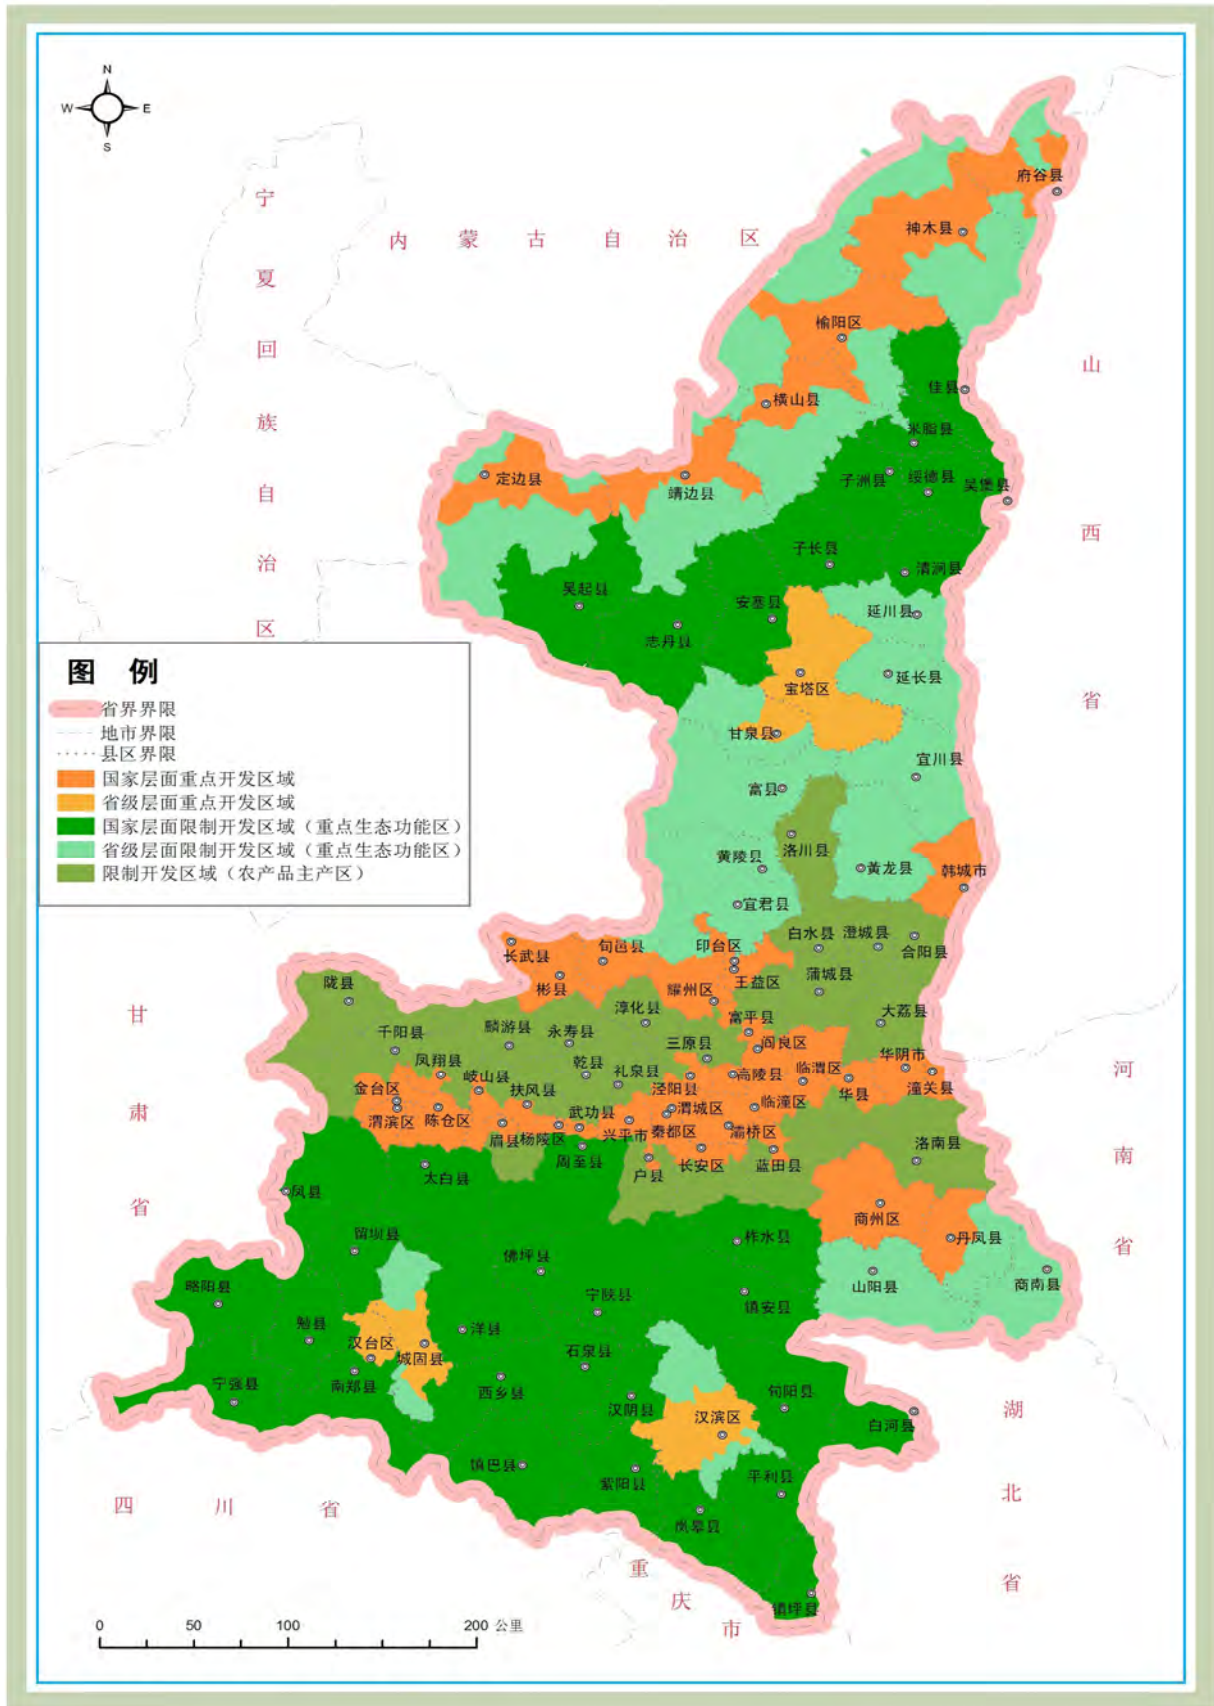 N
W
E
S
宁夏回族自治区
内蒙古自治区
山西省
府谷县
神木县
榆阳区
横山县
佳县
米脂县
定边县
靖边县
子洲县
绥德县
吴堡县
子长县
清涧县
吴起县
安塞县
延川县
志丹县
宝塔区
延长县
甘泉县
宜川县
富县
洛川县
黄陵县
黄龙县
韩城市
宜君县
图 例
省界界限
地市界限
县区界限
国家层面重点开发区域
省级层面重点开发区域
国家层面限制开发区域（重点生态功能区）
省级层面限制开发区域（重点生态功能区）
限制开发区域（农产品主产区）
长武县
旬邑县
印台区
白水县
澄城县
合阳县
彬县
王益区
陇县
耀州区
蒲城县
淳化县
大荔县
千阳县
麟游县
永寿县
富平县
三原县
阎良区
华阴市
凤翔县
岐山县
乾县
礼泉县
泾阳县
高陵县
临渭区
华县
潼关县
金台区
扶风县
渭滨区
陈仓区
武功县
渭城区
临潼区
眉县
杨陵区
兴平市
秦都区
灞桥区
周至县
户县
长安区
蓝田县
洛南县
太白县
凤县
商州区
丹凤县
留坝县
佛坪县
柞水县
山阳县
商南县
略阳县
宁陕县
镇安县
勉县
汉台区
城固县
洋县
石泉县
宁强县
南郑县
西乡县
汉阴县
旬阳县
汉滨区
白河县
镇巴县
紫阳县
平利县
岚皋县
镇坪县
甘肃省
河南省
湖北省
四川省
重庆市
0 50 100 200 公里